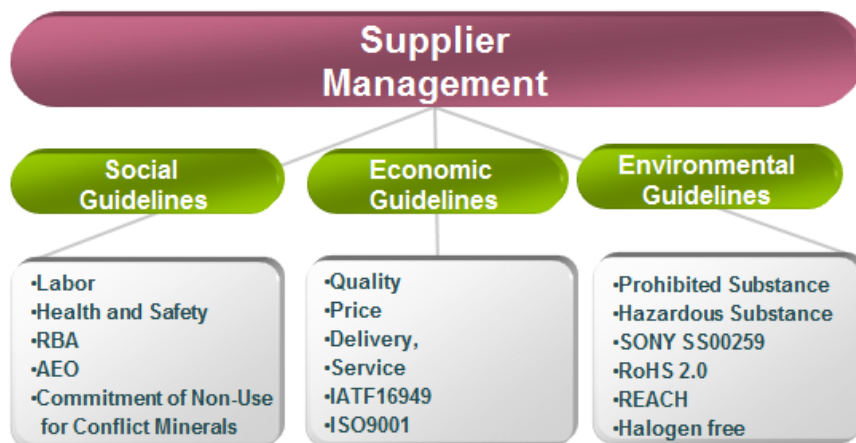 Supplier
Management
Social
Guidelines
Economic
Guidelines
Environmental
Guidelines
•Labor
•Health and Safety
•RBA
•AEO
•Commitment of Non-Use
for Conflict Minerals
•Quality
•Price
•Delivery,
•Service
•IATF16949
•ISO9001
•Prohibited Substance
•Hazardous Substance
•SONY SS00259
•RoHS 2.0
•REACH
•Halogen free